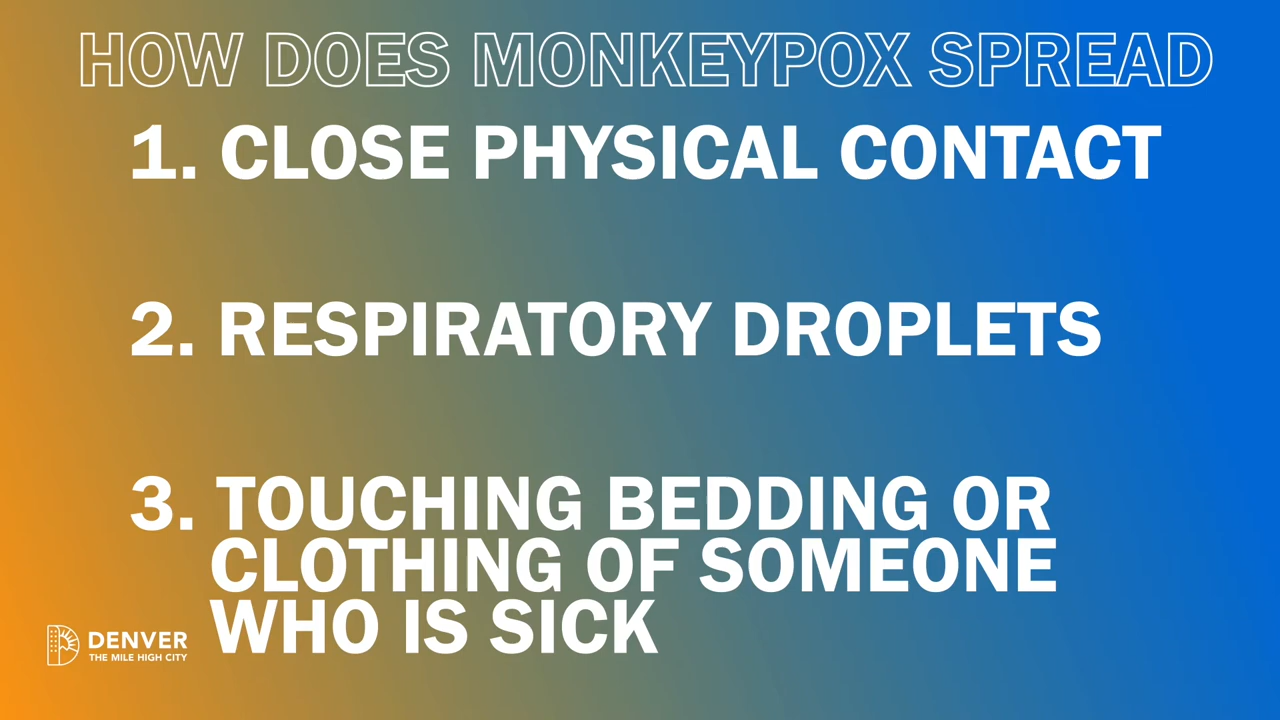 HOW DOES MONKEYPOX SPREAD
1. CLOSE PHYSICAL CONTACT
2. RESPIRATORY DROPLETS
3. TOUCHING BEDDING OR
CLOTHING OF SOMEONE
WHO IS SICK
DENVER
THE MILE HIGH CITY